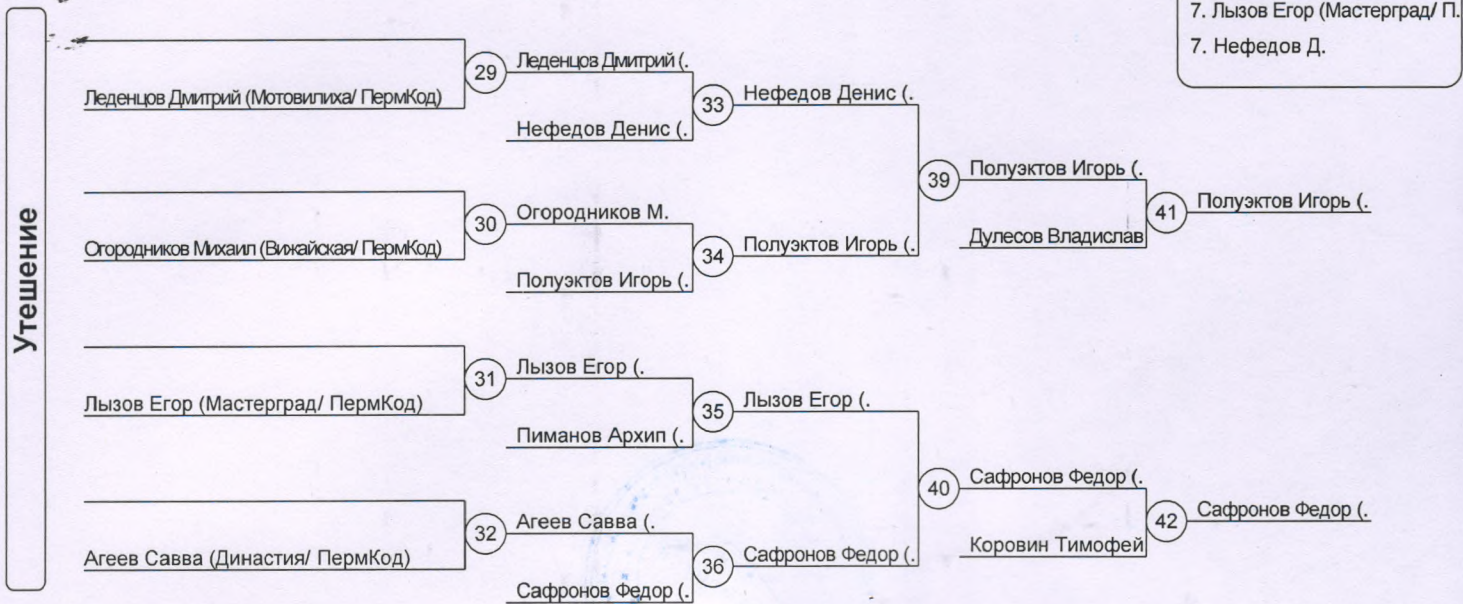 7. Лызов Егор (Мастерград/ П.
7. Нефедов Д.
Утешение
29
Леденцов Дмитрий (.
Леденцов Дмитрий (Мотовилиха/ ПермКод)
33
Нефедов Денис (.
Нефедов Денис (.
39
Полуэктов Игорь (.
30
Огородников М.
41
Полуэктов Игорь (.
Огородников Михаил (Вижайская/ ПермКод)
34
Полуэктов Игорь (.
Дулесов Владислав
Полуэктов Игорь (.
31
Лызов Егор (.
Лызов Егор (Мастерград/ ПермКод)
35
Лызов Егор (.
Пиманов Архип (.
40
Сафронов Федор (.
32
Агеев Савва (.
42
Сафронов Федор (.
Агеев Савва (Династия/ ПермКод)
36
Сафронов Федор (.
Коровин Тимофей
Сафронов Федор (.